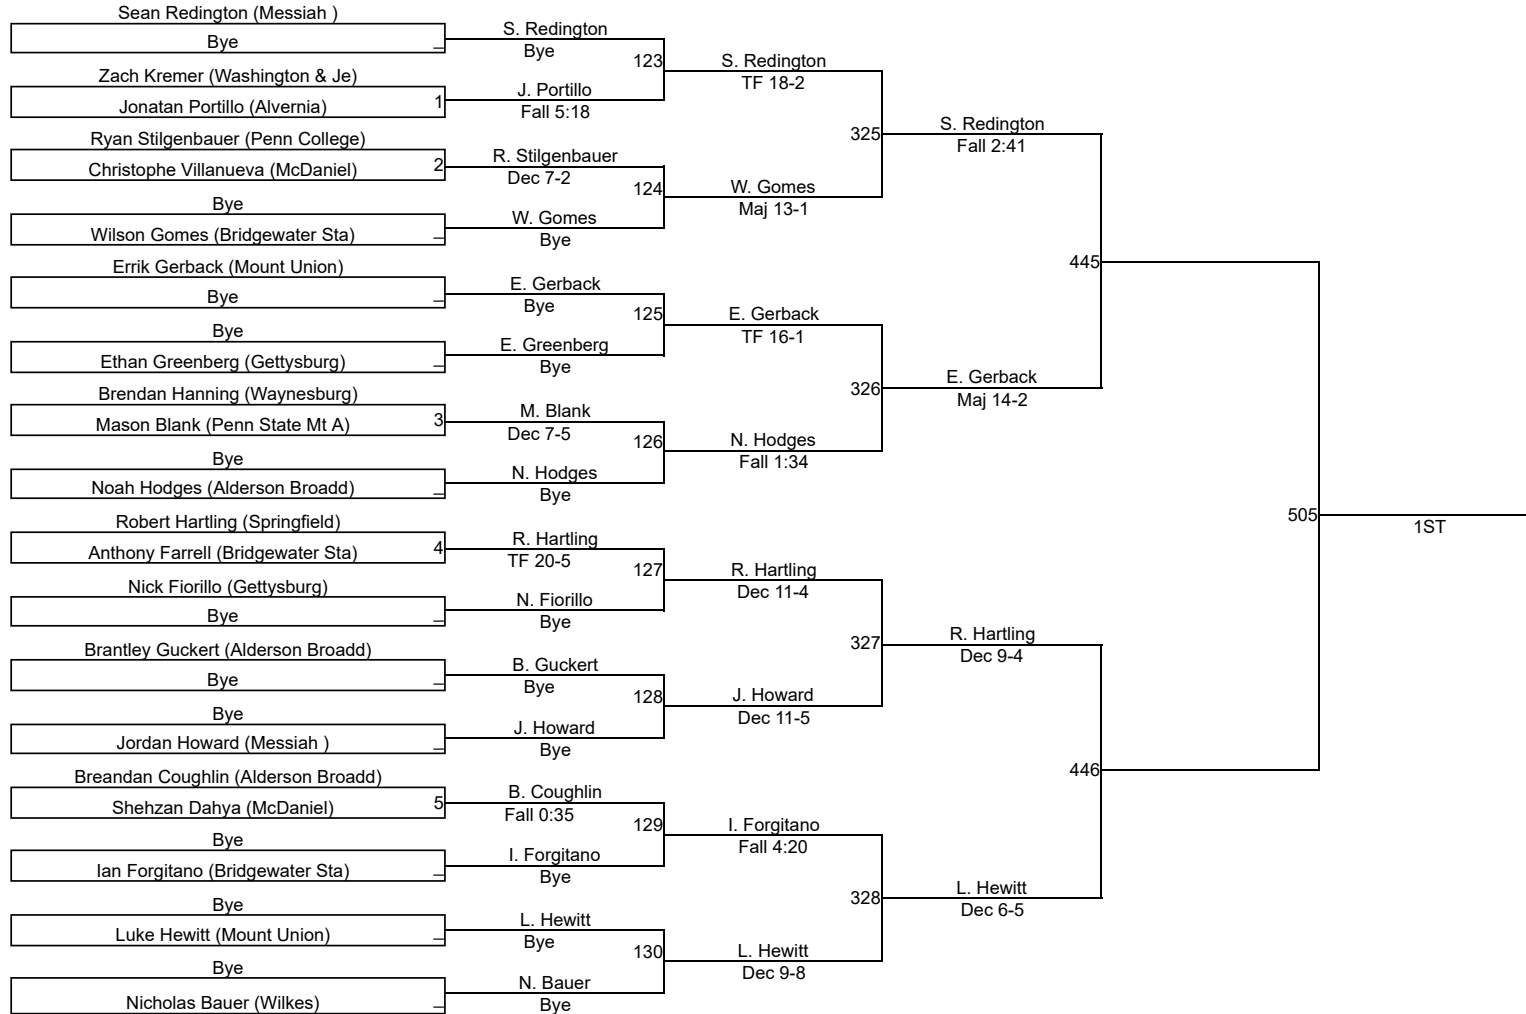 Sean Redington (Messiah )
Bye
_
Zach Kremer (Washington & Je)
Jonatan Portillo (Alvernia)
1
Ryan Stilgenbauer (Penn College)
Christophe Villanueva (McDaniel)
2
Bye
Wilson Gomes (Bridgewater Sta)
_
Errik Gerback (Mount Union)
Bye
_
Bye
Ethan Greenberg (Gettysburg)
_
Brendan Hanning (Waynesburg)
Mason Blank (Penn State Mt A)
3
Bye
Noah Hodges (Alderson Broadd)
_
Robert Hartling (Springfield)
Anthony Farrell (Bridgewater Sta)
4
Nick Fiorillo (Gettysburg)
Bye
_
Brantley Guckert (Alderson Broadd)
Bye
_
Bye
Jordan Howard (Messiah )
_
Breandan Coughlin (Alderson Broadd)
Shehzan Dahya (McDaniel)
5
Bye
Ian Forgitano (Bridgewater Sta)
_
Bye
Luke Hewitt (Mount Union)
_
Bye
Nicholas Bauer (Wilkes)
_
S. Redington
Bye
123
J. Portillo
Fall 5:18
R. Stilgenbauer
Dec 7-2
124
W. Gomes
Bye
E. Gerback
Bye
125
E. Greenberg
Bye
M. Blank
Dec 7-5
126
N. Hodges
Bye
R. Hartling
TF 20-5
127
N. Fiorillo
Bye
B. Guckert
Bye
128
J. Howard
Bye
B. Coughlin
Fall 0:35
129
I. Forgitano
Bye
L. Hewitt
Bye
130
N. Bauer
Bye
S. Redington
TF 18-2
325
W. Gomes
Maj 13-1
E. Gerback
TF 16-1
326
N. Hodges
Fall 1:34
R. Hartling
Dec 11-4
327
J. Howard
Dec 11-5
I. Forgitano
Fall 4:20
328
L. Hewitt
Dec 9-8
S. Redington
Fall 2:41
445
E. Gerback
Maj 14-2
R. Hartling
Dec 9-4
446
L. Hewitt
Dec 6-5
505
1ST